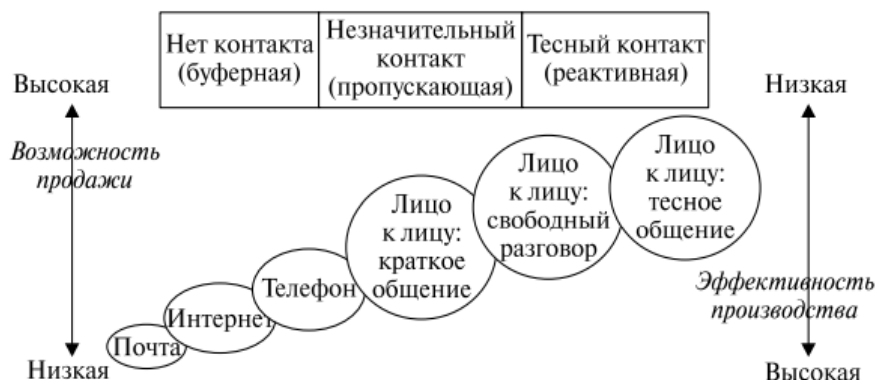 Нет контакта
(буферная)
Незначительный
контакт
(пропускающая)
Тесный контакт
(реактивная)
Высокая
Низкая
Возможность
продажи
Лицо
к лицу:
тесное
общение
Лицо
к лицу:
свободный
разговор
Лицо
к лицу:
краткое
общение
Телефон
Интернет
Почта
Эффективность
производства
Низкая
Высокая